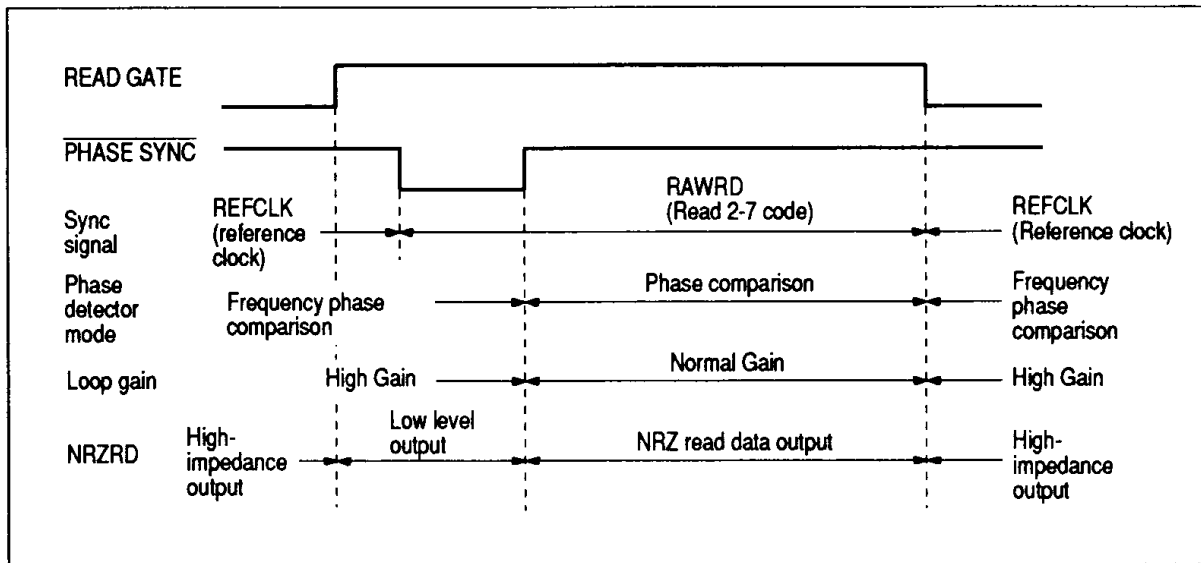 READ GATE
PHASE SYNC
Sync signal
REFCLK (reference clock)
RAWRD (Read 2-7 code)
REFCLK (Reference clock)
Phase detector mode
Frequency phase comparison
Phase comparison
Frequency phase comparison
Loop gain
High Gain
Normal Gain
High Gain
NRZRD
High-impedance output
Low level output
NRZ read data output
High-impedance output